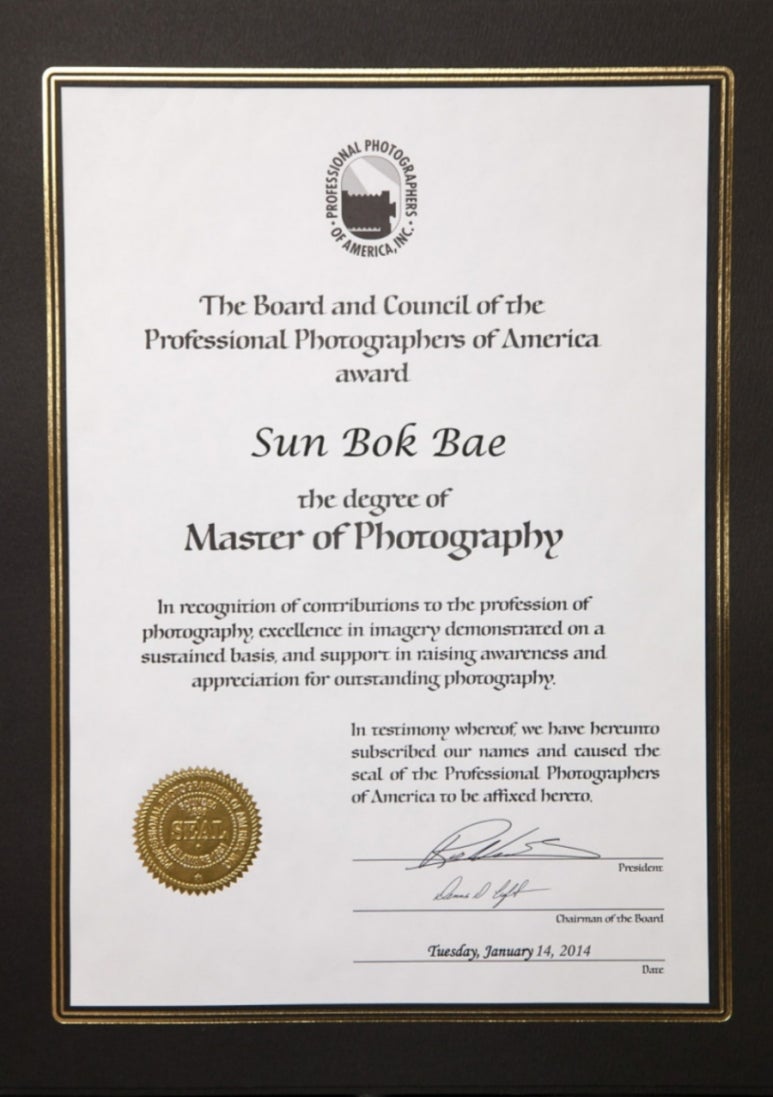 PROFESSIONAL PHOTOGRAPHERS
OF AMERICA, INC.
The Board and Council of the
Professional Photographers of America
award
Sun Bok Bae
the degree of
Master of Photography
In recognition of contributions to the profession of
photography, excellence in imagery demonstrated on a
sustained basis, and support in raising awareness and
appreciation for outstanding photography.
In testimony whereof, we have hereunto
subscribed our names and caused the
seal of the Professional Photographers
of America to be affixed hereto.
SEAL
President
Chairman of the Board
Tuesday, January 14, 2014
Date